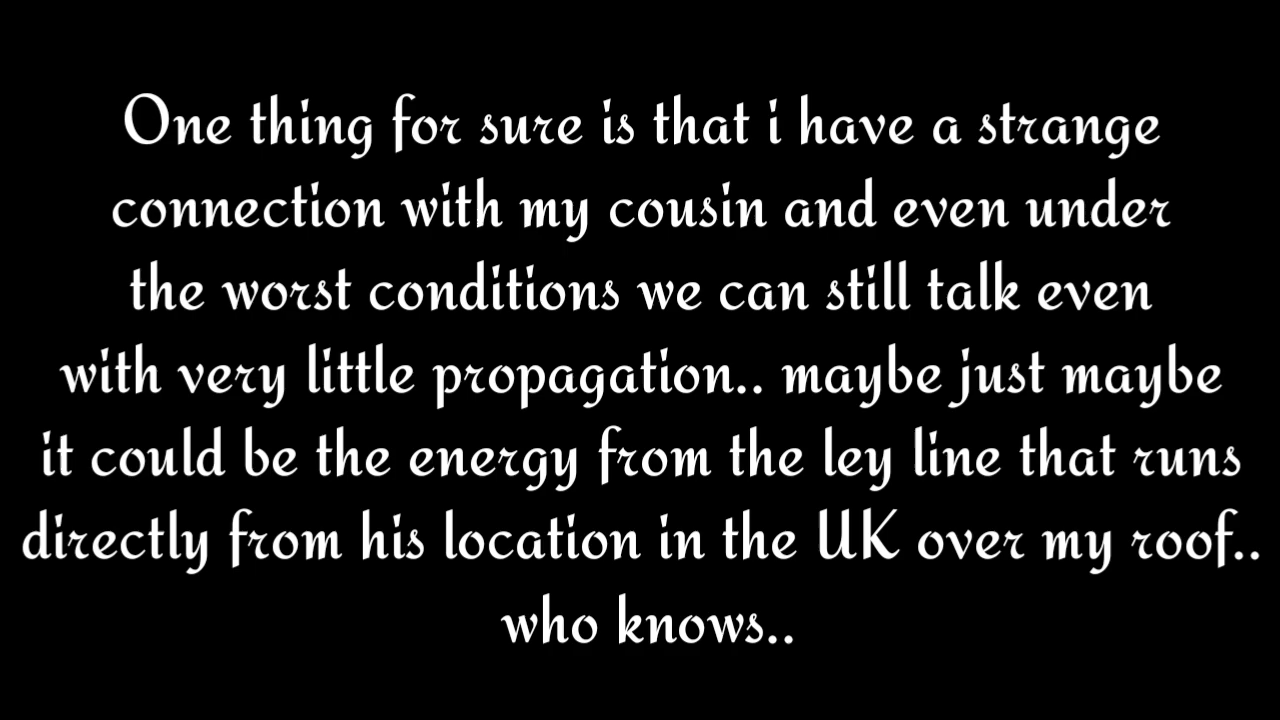 One thing for sure is that i have a strange
connection with my cousin and even under
the worst conditions we can still talk even
with very little propagation.. maybe just maybe
it could be the energy from the ley line that runs
directly from his location in the UK over my roof..
who knows..